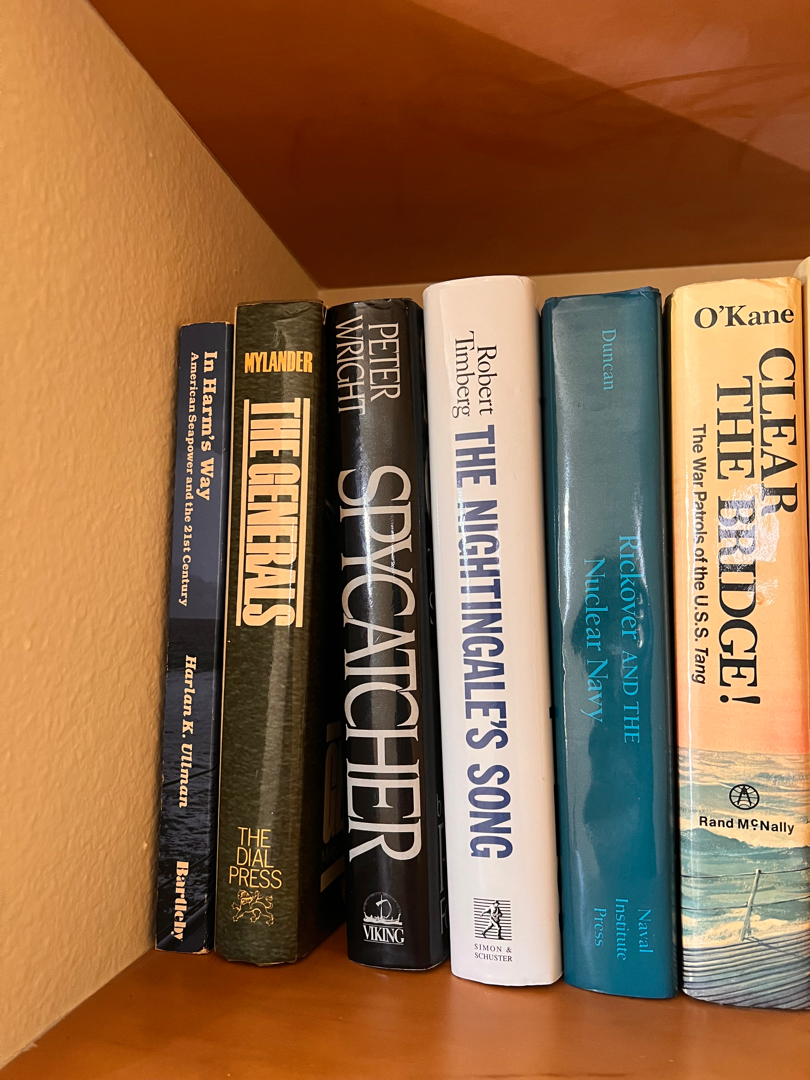 In Harm's Way
American Seapower and the 21st Century
Harlan K. Ullman
Bartleby
MYLANDER
THE GENERALS
THE
DIAL
PRESS
PETER
WRIGHT
SPYCATCHER
VIKING
Robert
Timberg
THE NIGHTINGALE'S SONG
SIMON &
SCHUSTER
Duncan
Rickover AND THE
Nuclear Navy
Naval
Institute
Press
O'Kane
CLEAR
THE BRIDGE!
The War Patrols of the U.S.S. Tang
Rand McNally